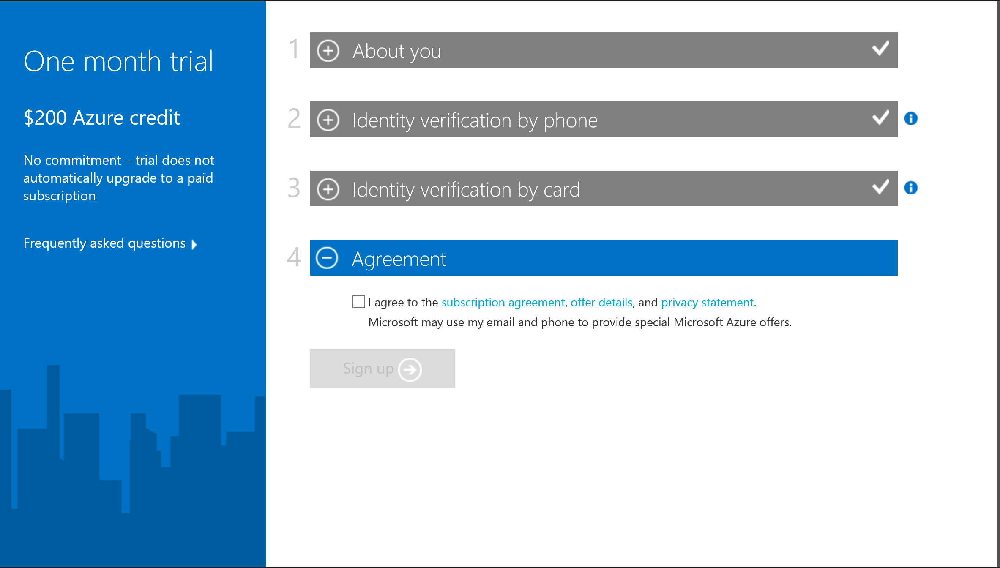 One month trial
$200 Azure credit
No commitment – trial does not
automatically upgrade to a paid
subscription
Frequently asked questions
1 About you
2 Identity verification by phone
3 Identity verification by card
4 Agreement
I agree to the subscription agreement, offer details, and privacy statement.
Microsoft may use my email and phone to provide special Microsoft Azure offers.
Sign up